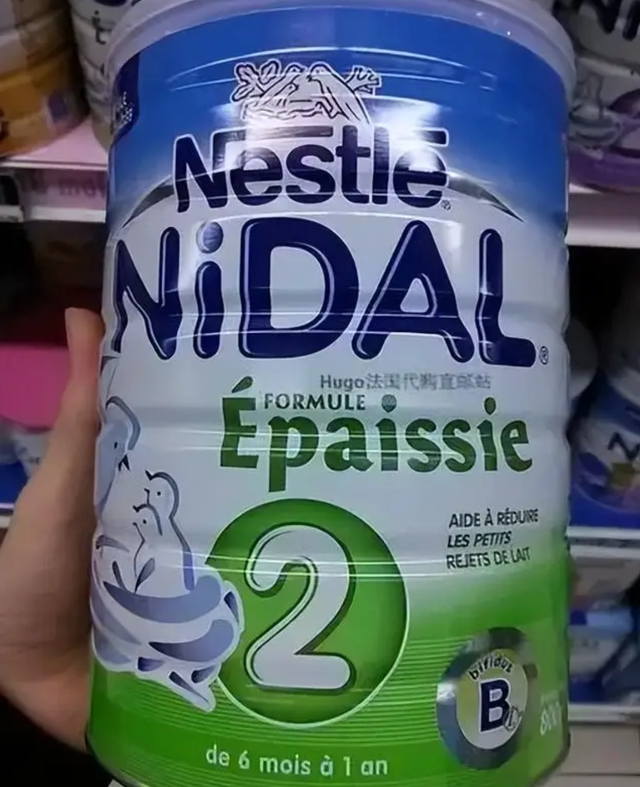 Nestlé
NiDAL
Hugo法国代购直邮站
FORMULE
Épaissie
2
AIDE À RÉDUIRE
LES PETITS
REJETS DE LAIT
bifidus
BL
de 6 mois à 1 an